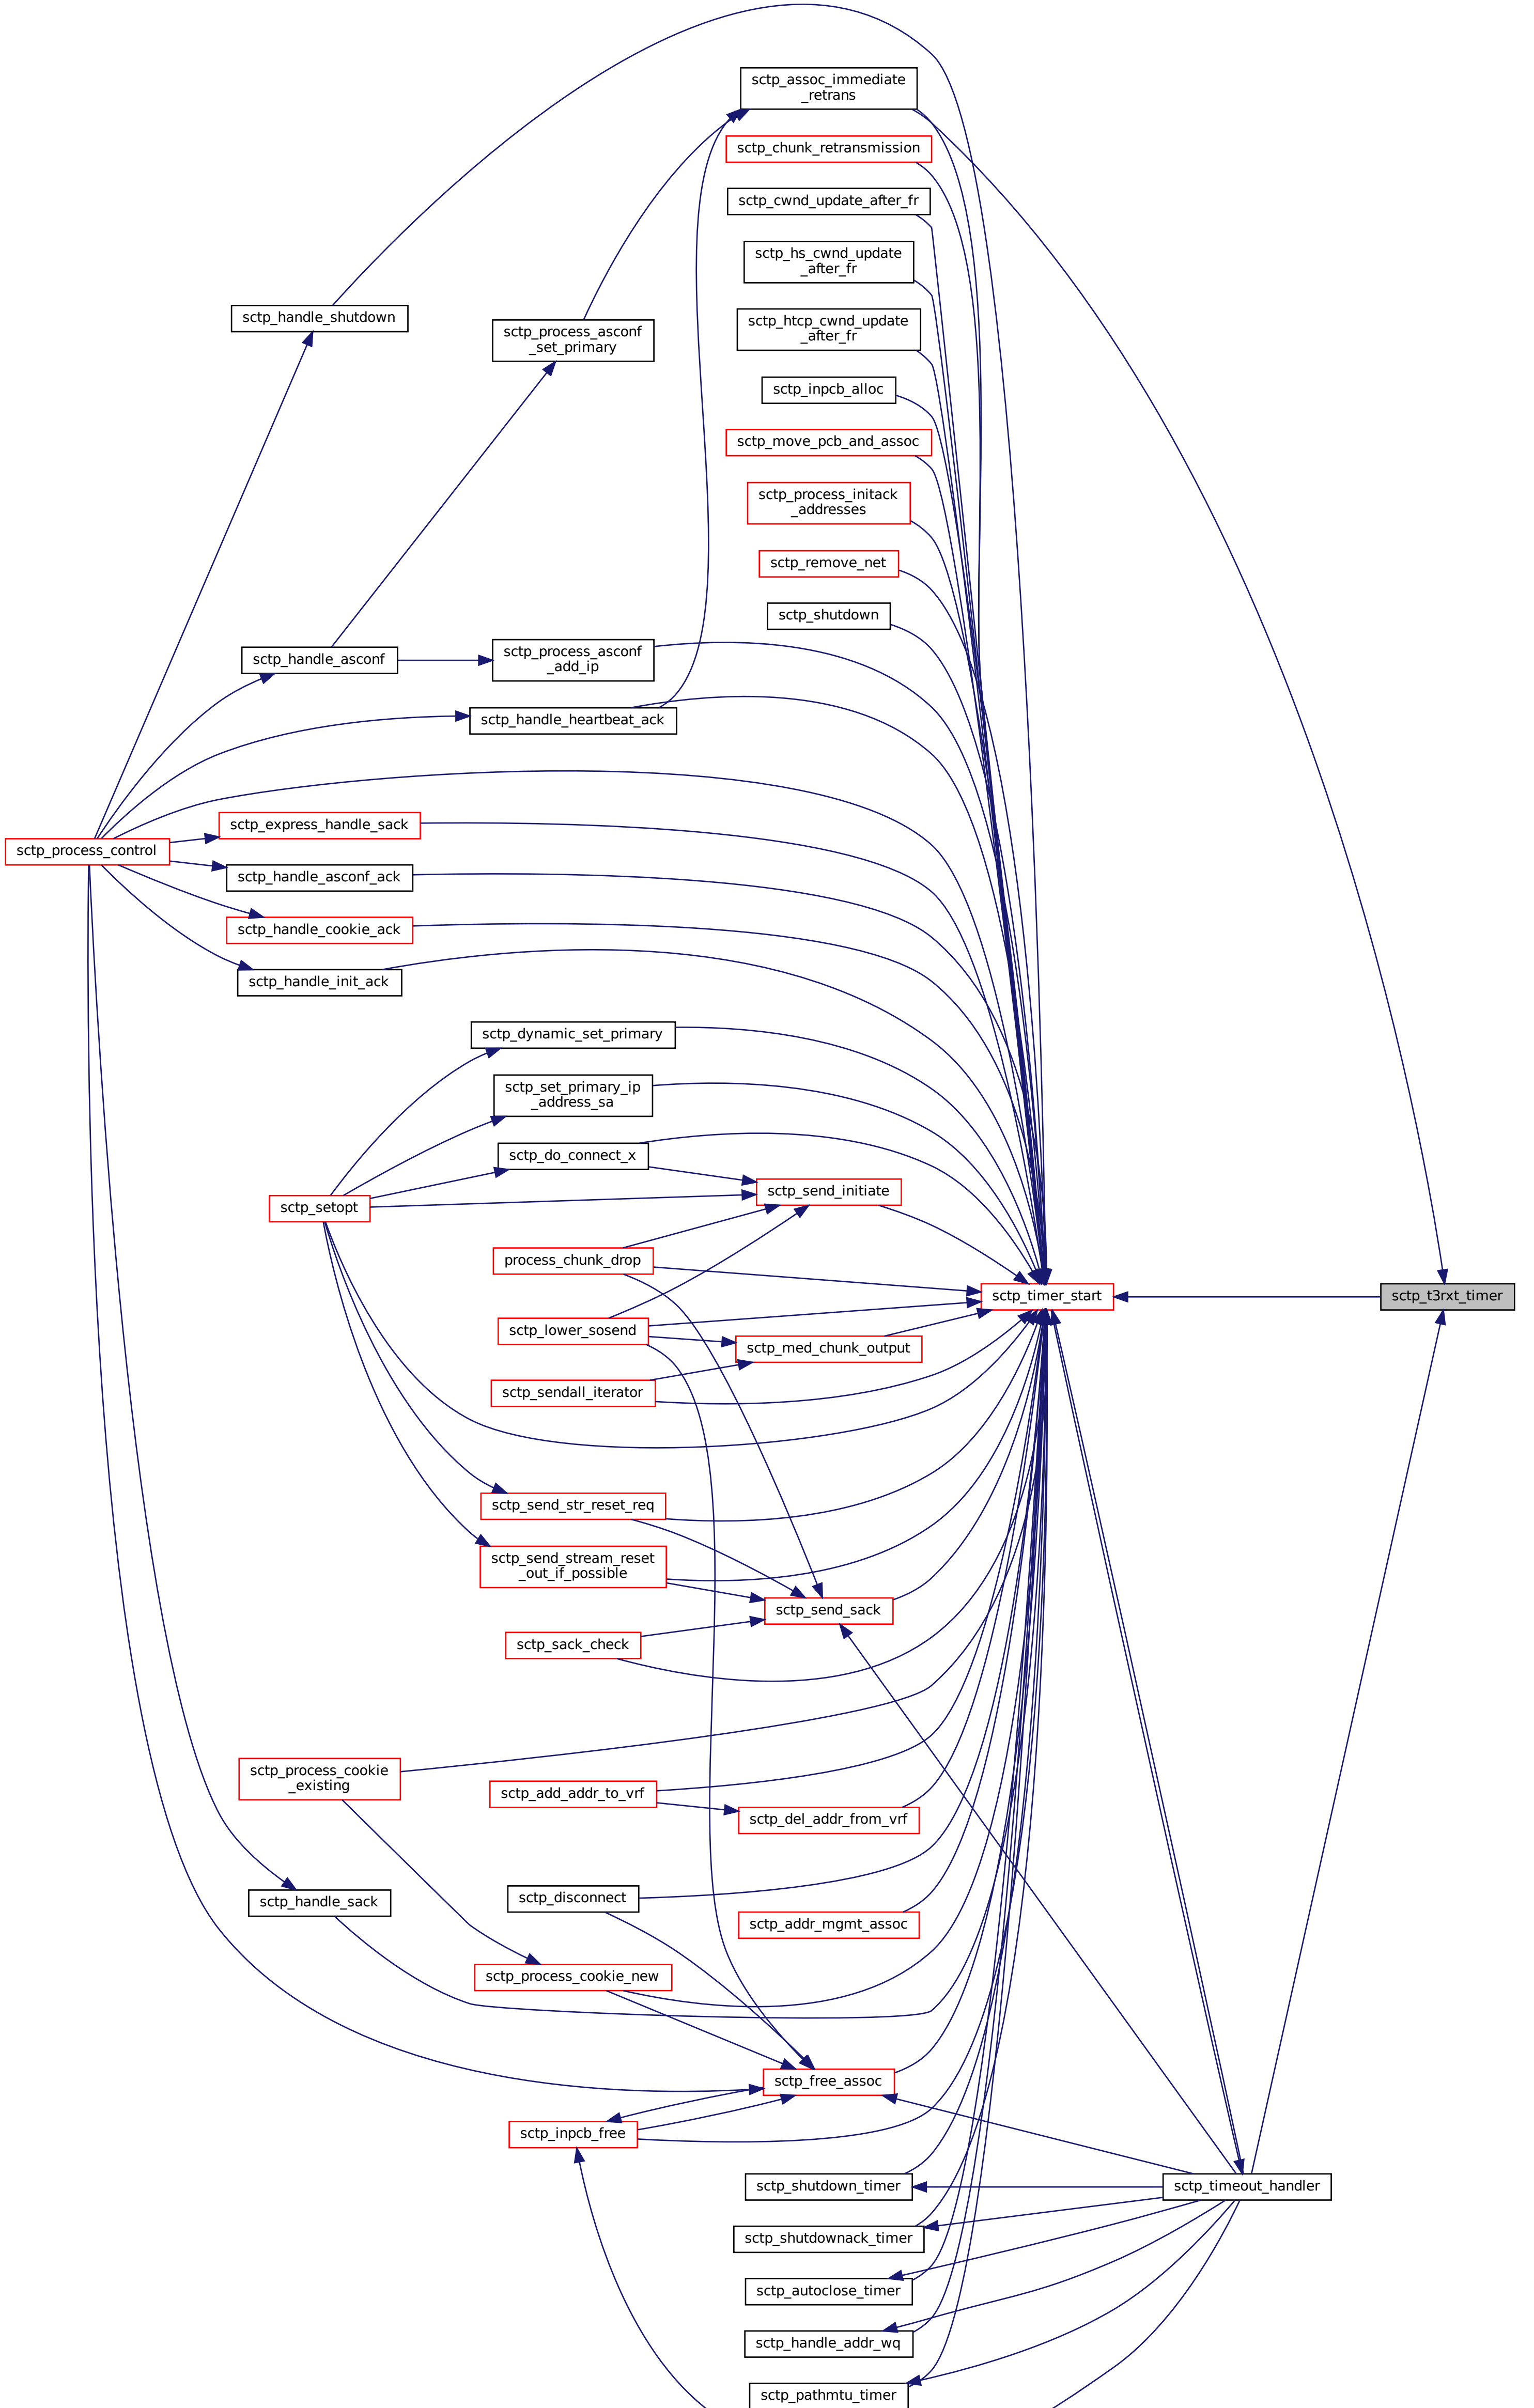 sctp_assoc_immediate
_retrans
sctp_chunk_retransmission
sctp_cwnd_update_after_fr
sctp_hs_cwnd_update
_after_fr
sctp_handle_shutdown
sctp_process_asconf
_set_primary
sctp_htcp_cwnd_update
_after_fr
sctp_inpcb_alloc
sctp_move_pcb_and_assoc
sctp_process_initack
_addresses
sctp_remove_net
sctp_shutdown
sctp_handle_asconf
sctp_process_asconf
_add_ip
sctp_handle_heartbeat_ack
sctp_express_handle_sack
sctp_process_control
sctp_handle_asconf_ack
sctp_handle_cookie_ack
sctp_handle_init_ack
sctp_dynamic_set_primary
sctp_set_primary_ip
_address_sa
sctp_do_connect_x
sctp_send_initiate
sctp_setopt
process_chunk_drop
sctp_timer_start
sctp_t3rxt_timer
sctp_lower_sosend
sctp_med_chunk_output
sctp_sendall_iterator
sctp_send_str_reset_req
sctp_send_stream_reset
_out_if_possible
sctp_send_sack
sctp_sack_check
sctp_process_cookie
_existing
sctp_add_addr_to_vrf
sctp_del_addr_from_vrf
sctp_disconnect
sctp_handle_sack
sctp_addr_mgmt_assoc
sctp_process_cookie_new
sctp_free_assoc
sctp_inpcb_free
sctp_shutdown_timer
sctp_timeout_handler
sctp_shutdownack_timer
sctp_autoclose_timer
sctp_handle_addr_wq
sctp_pathmtu_timer